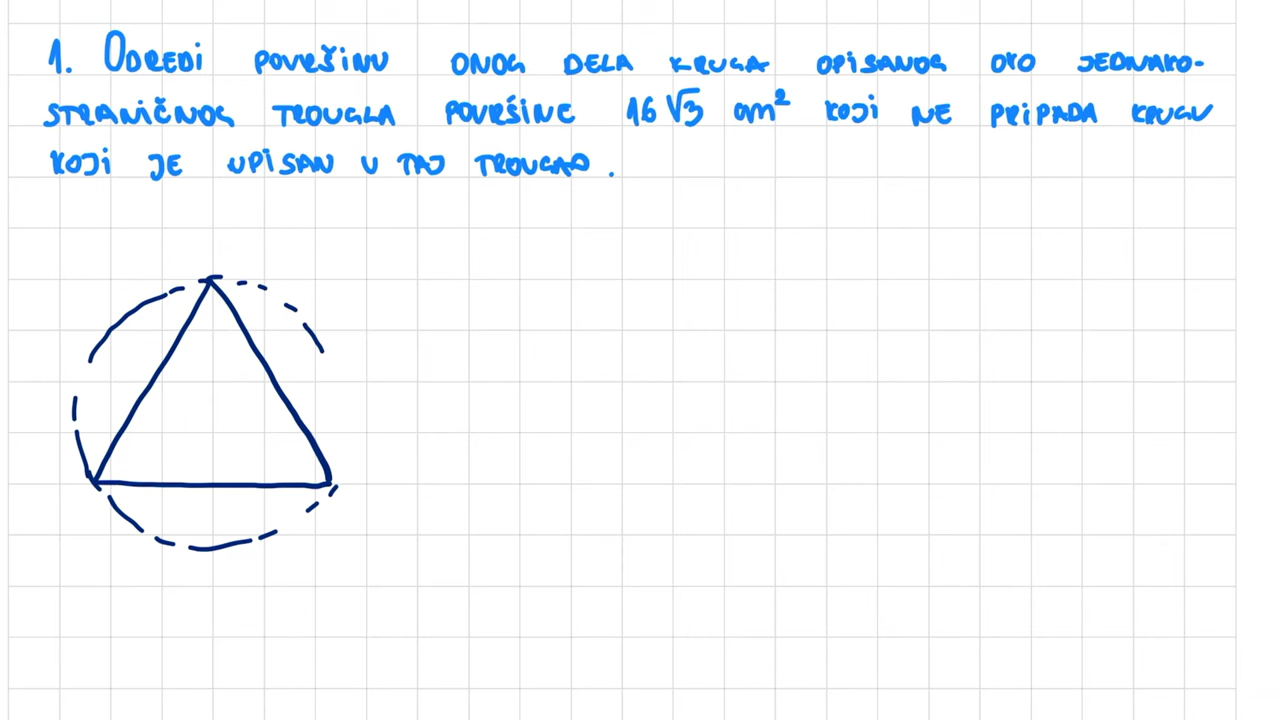 1. ODREDI POVRŠINU ONOG DELA KRUGA OPISANOG OKO JEDNAKO-
STRANIČNOG TROUGLA POVRŠINE 16√3 cm² KOJI NE PRIPADA KRUGU
KOJI JE UPISAN U TAJ TROUGAO.